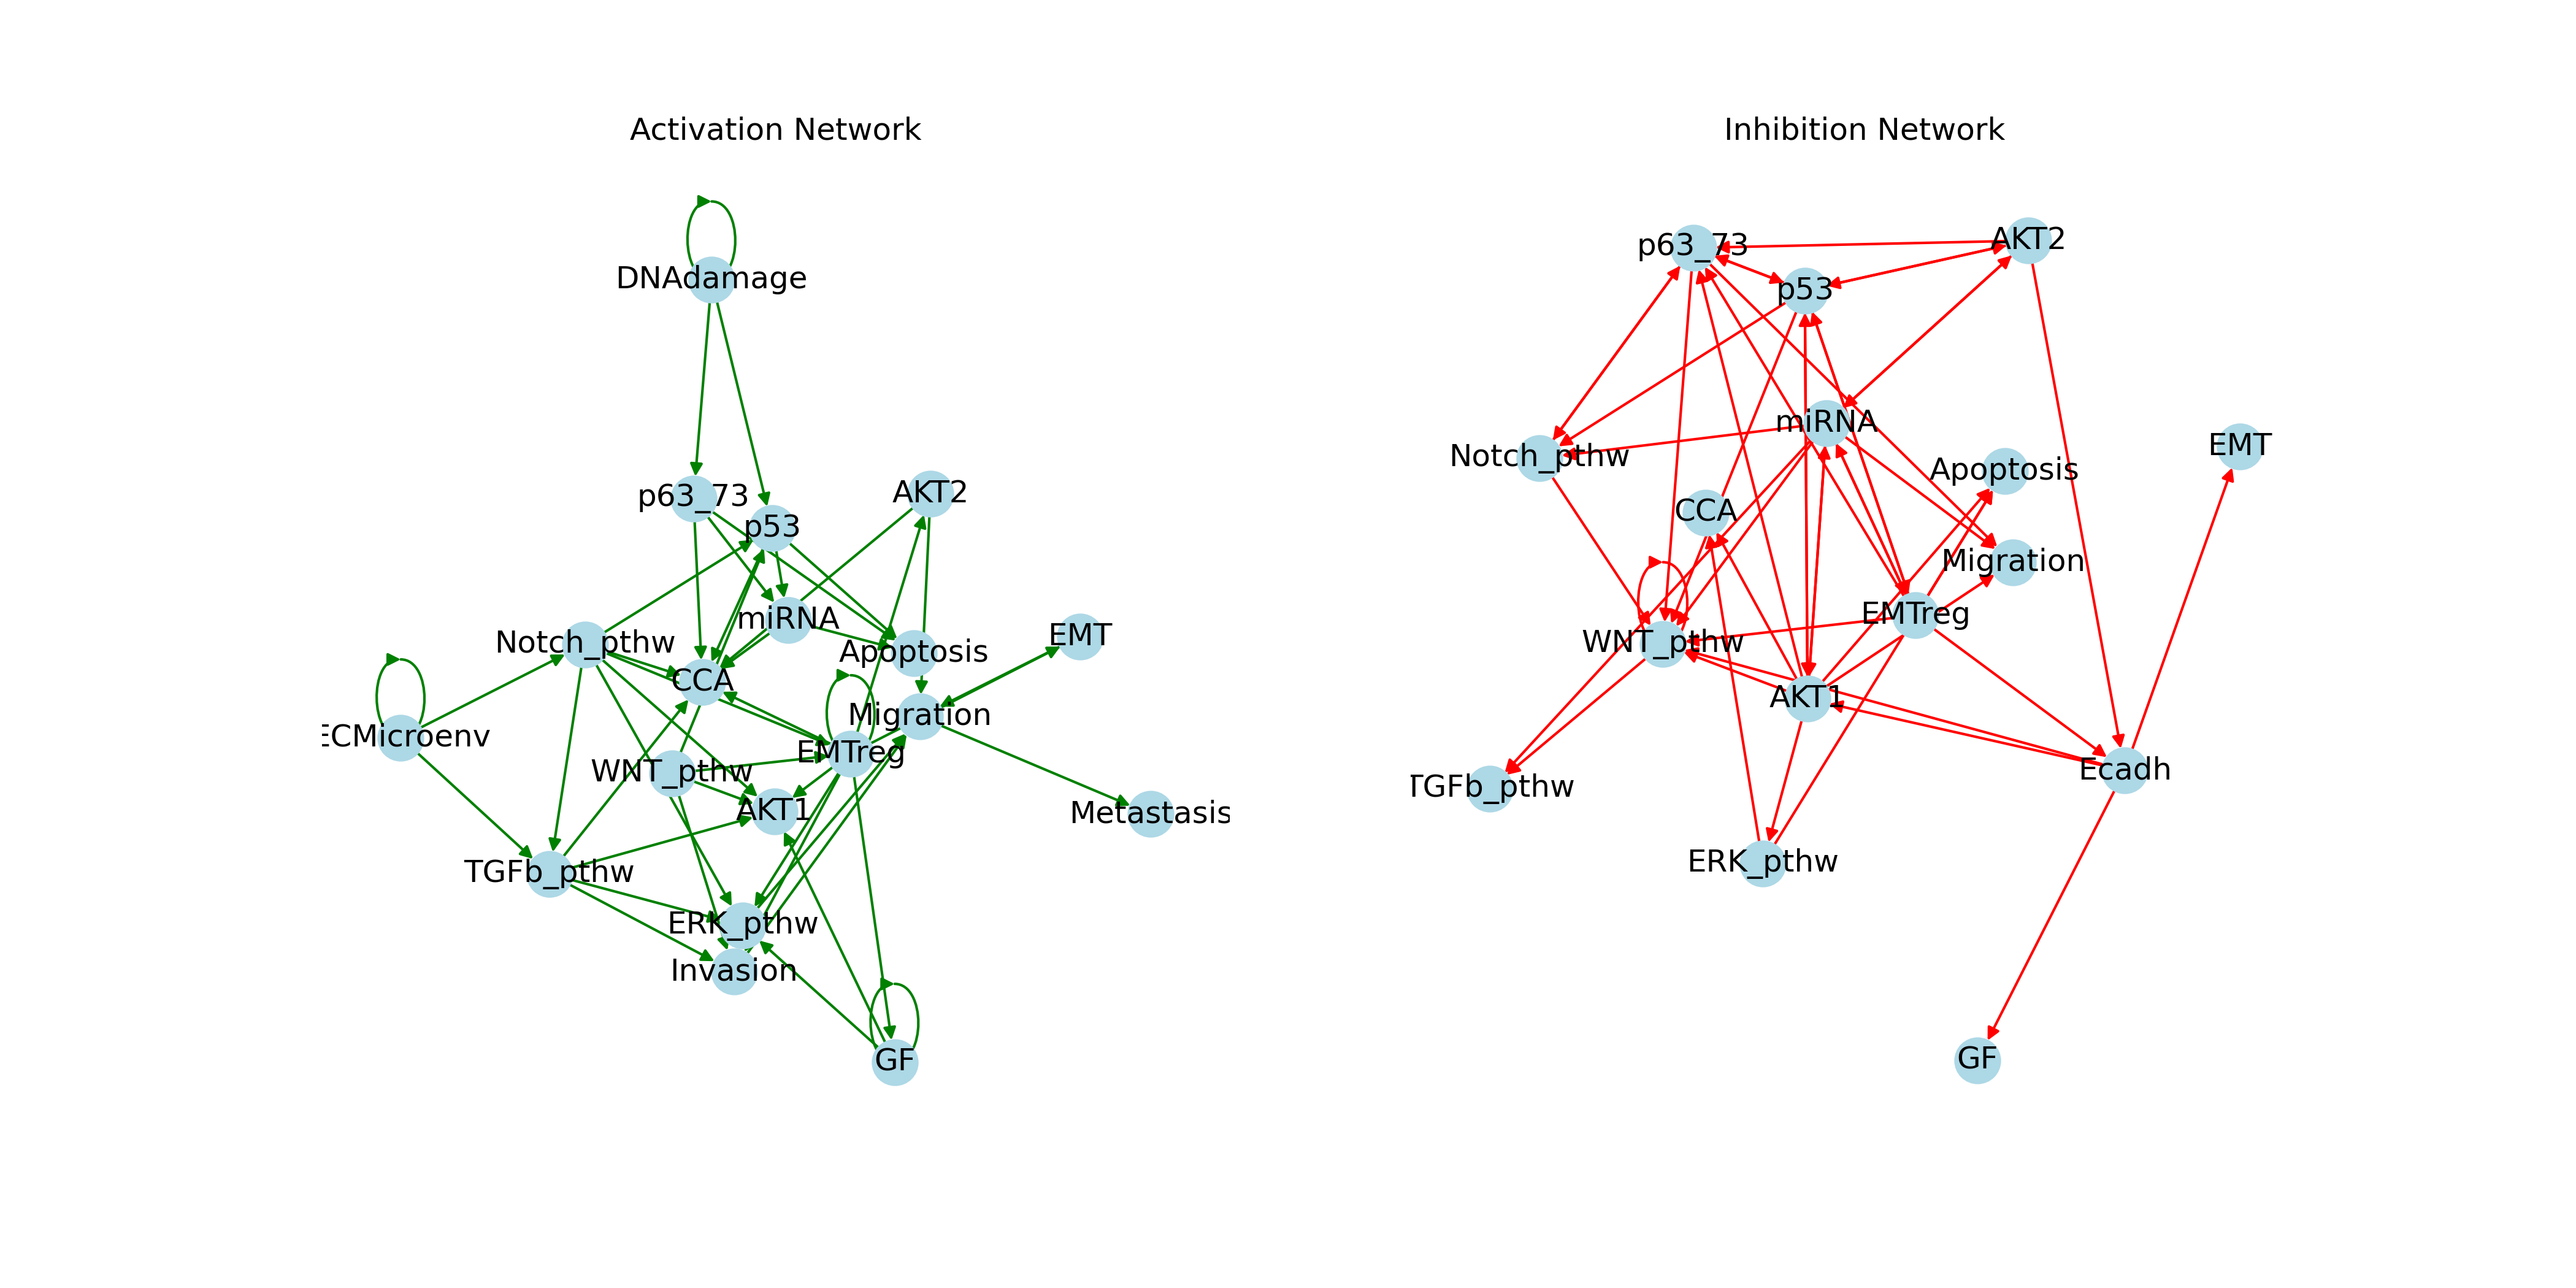 Activation Network
DNAdamage
p63_73
AKT2
p53
miRNA
Notch_pthw
EMT
Apoptosis
CCA
Migration
ECMicroenv
EMTreg
WNT_pthw
AKT1
Metastasis
TGFb_pthw
ERK_pthw
Invasion
GF
Inhibition Network
p63_73
AKT2
p53
miRNA
EMT
Notch_pthw
Apoptosis
CCA
Migration
EMTreg
WNT_pthw
AKT1
Ecadh
TGFb_pthw
ERK_pthw
GF